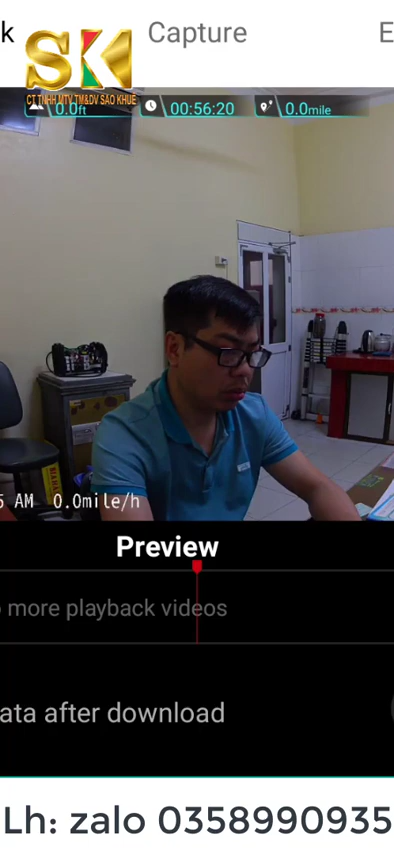 k Capture E
SK
CT TNHH MTV TM&DV SAO KHUE
0.0ft 00:56:20 0.0mile
5 AM 0.0mile/h
Preview
more playback videos
ata after download
Lh: zalo 0358990935